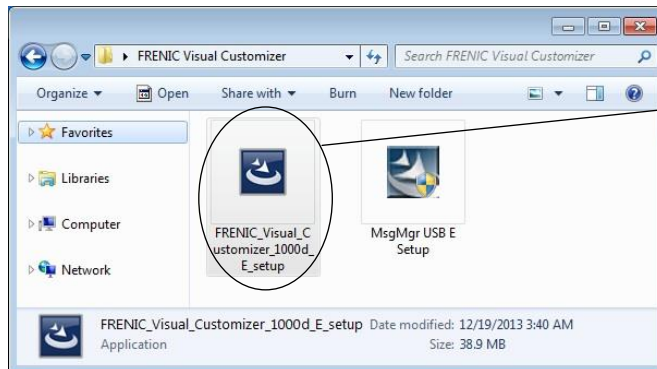 FRENIC Visual Customizer
Search FRENIC Visual Customizer
Organize
Open
Share with
Burn
New folder
Favorites
Libraries
Computer
Network
FRENIC_Visual_C
ustomizer_1000d_
E_setup
MsgMgr USB E
Setup
FRENIC_Visual_Customizer_1000d_E_setup Date modified: 12/19/2013 3:40 AM
Application Size: 38.9 MB